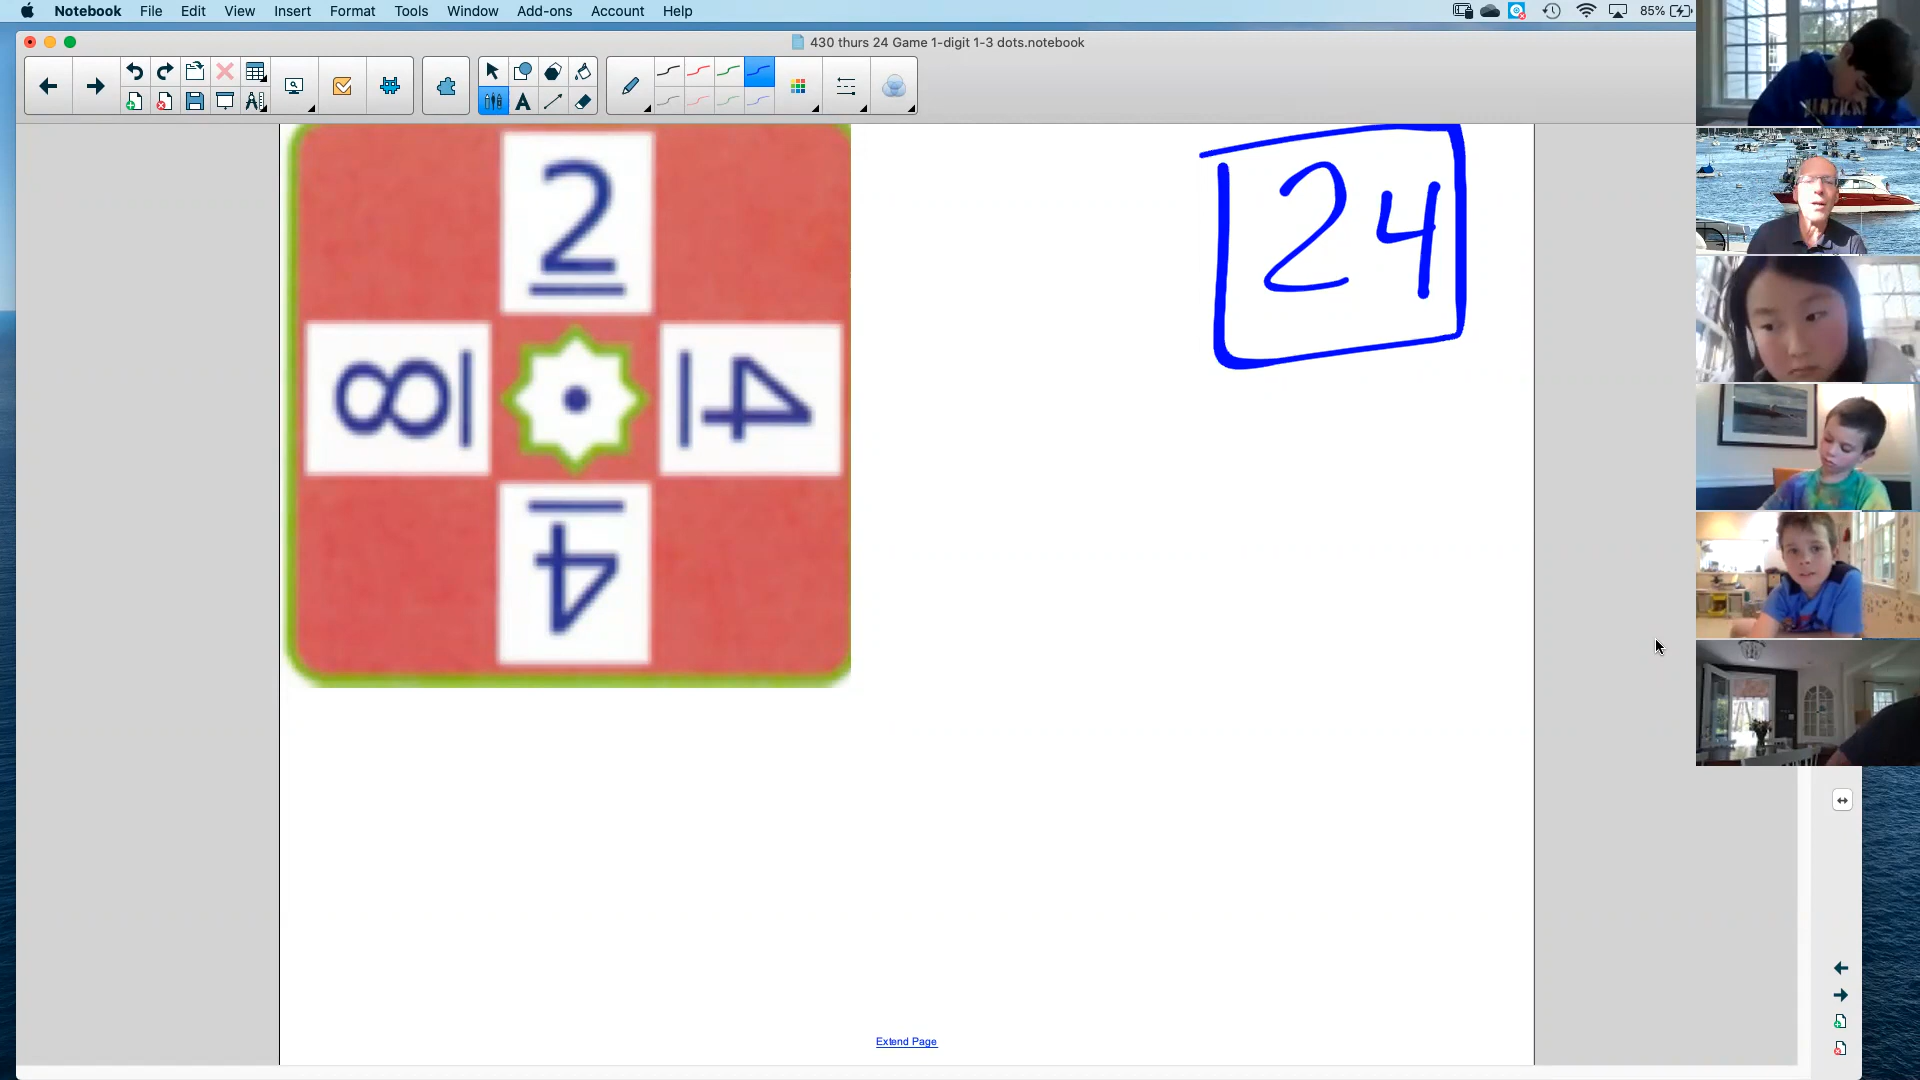 Notebook File Edit View Insert Format Tools Window Add-ons Account Help 85%
430 thurs 24 Game 1-digit 1-3 dots.notebook
A
2
24
8
4
4
Extend Page